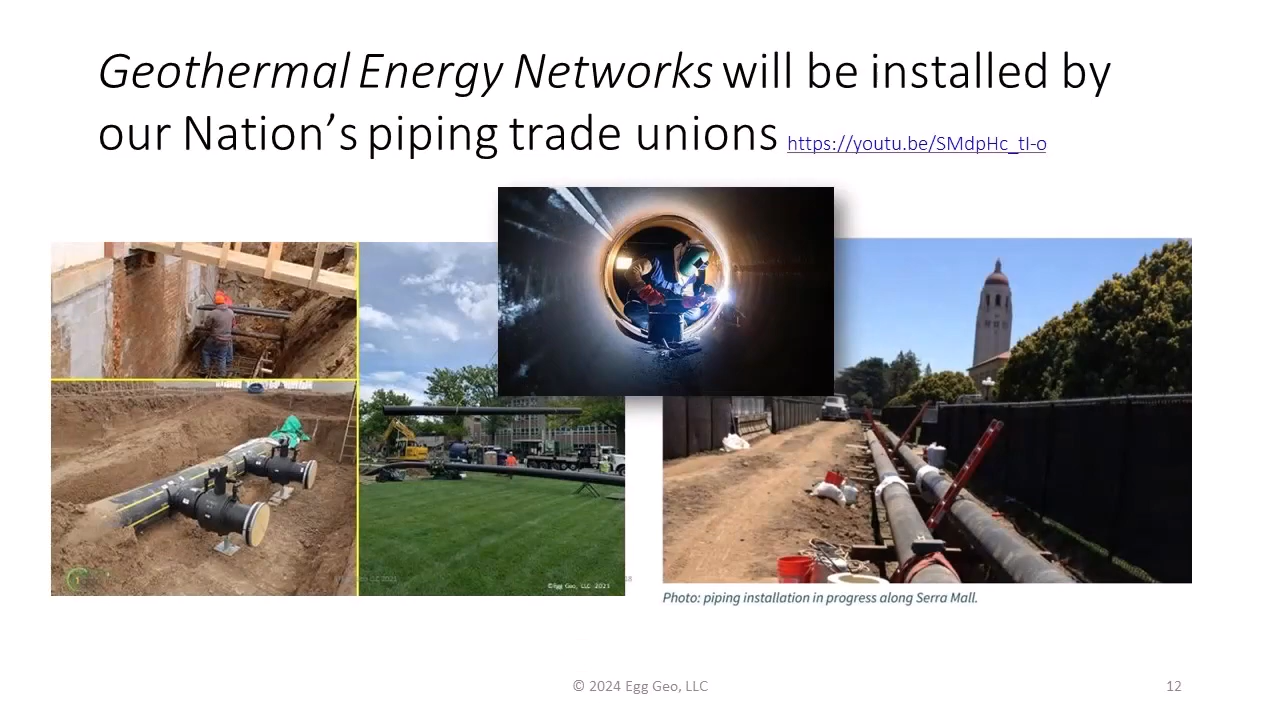 Geothermal Energy Networks will be installed by
our Nation’s piping trade unions https://youtu.be/SMdpHc_tI-o
©Egg Geo, LLC 2021
18
Photo: piping installation in progress along Serra Mall.
© 2024 Egg Geo, LLC
12